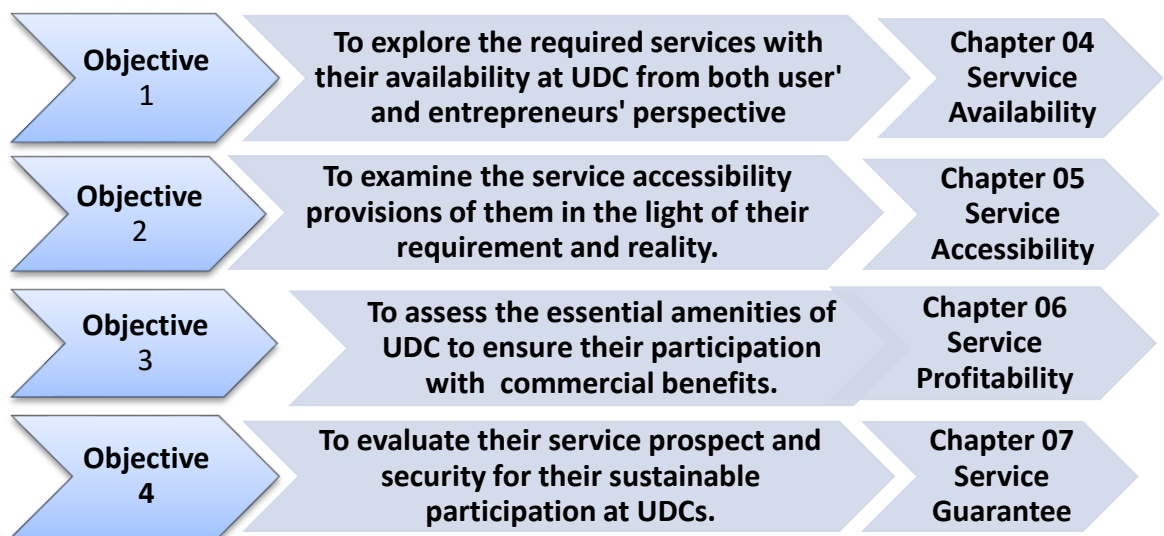 Objective
1
To explore the required services with
their availability at UDC from both user'
and entrepreneurs' perspective
Chapter 04
Servvice
Availability
Objective
2
To examine the service accessibility
provisions of them in the light of their
requirement and reality.
Chapter 05
Service
Accessibility
Objective
3
To assess the essential amenities of
UDC to ensure their participation
with commercial benefits.
Chapter 06
Service
Profitability
Objective
4
To evaluate their service prospect and
security for their sustainable
participation at UDCs.
Chapter 07
Service
Guarantee